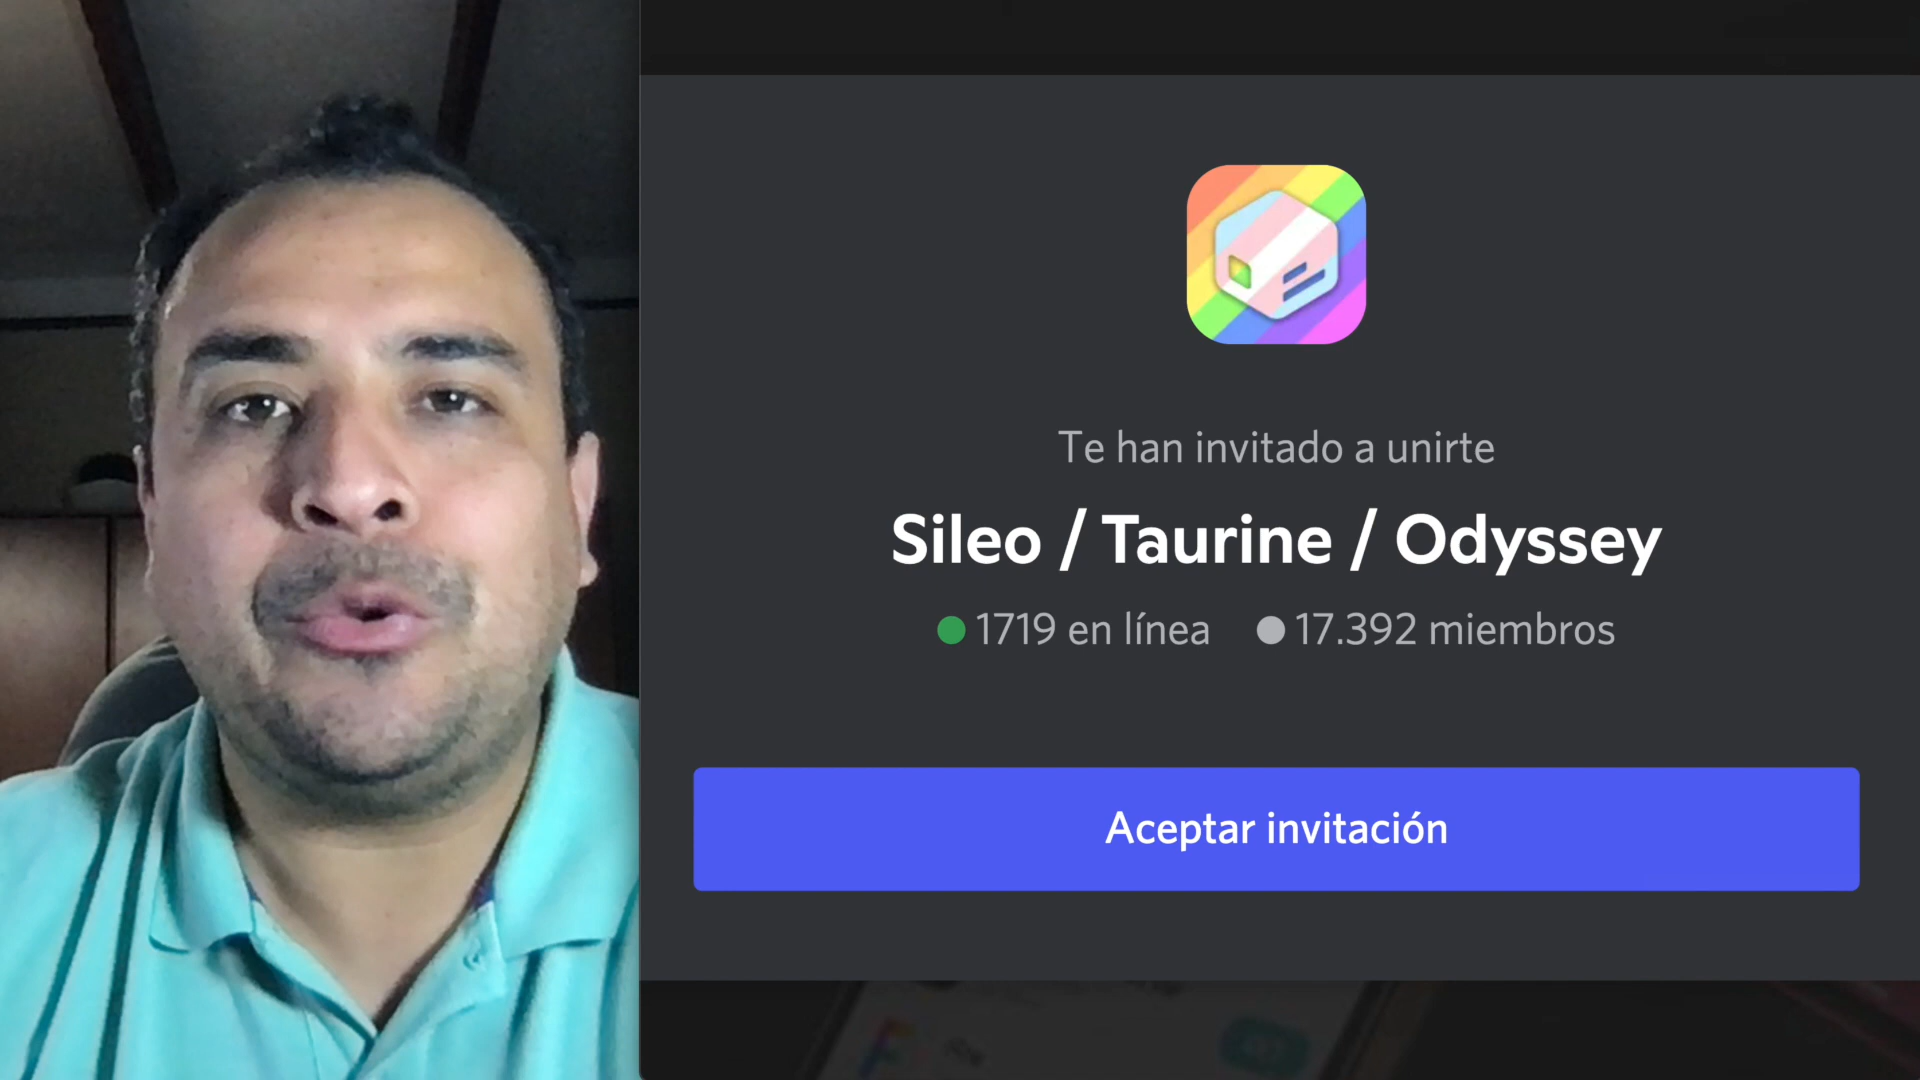 Te han invitado a unirte
Sileo / Taurine / Odyssey
1719 en línea 17.392 miembros
Aceptar invitación